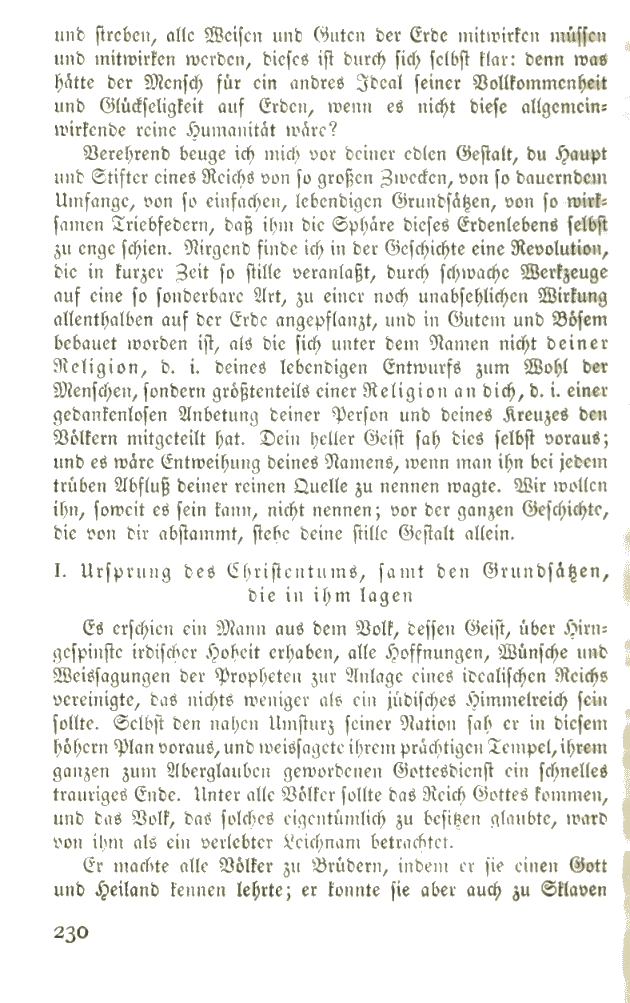 und streben, alle Weisen und Guten der Erde mitwirken müssen
und mitwirken werden, dieses ist durch sich selbst klar: denn was
hätte der Mensch für ein andres Ideal seiner Vollkommenheit
und Glückseligkeit auf Erden, wenn es nicht diese allgemein-
wirkende reine Humanität wäre?
Verehrend beuge ich mich vor deiner edlen Gestalt, du Haupt
und Stifter eines Reichs von so großen Zwecken, von so dauerndem
Umfange, von so einfachen, lebendigen Grundsätzen, von so wirk-
samen Triebfedern, daß ihm die Sphäre dieses Erdenlebens selbst
zu enge schien. Nirgend finde ich in der Geschichte eine Revolution,
die in kurzer Zeit so stille veranlaßt, durch schwache Werkzeuge
auf eine so sonderbare Art, zu einer noch unabsehlichen Wirkung
allenthalben auf der Erde angepflanzt, und in Gutem und Bösem
bebauet worden ist, als die sich unter dem Namen nicht deiner
Religion, d. i. deines lebendigen Entwurfs zum Wohl der
Menschen, sondern größtenteils einer Religion an dich, d. i. einer
gedankenlosen Anbetung deiner Person und deines Kreuzes den
Völkern mitgeteilt hat. Dein heller Geist sah dies selbst voraus;
und es wäre Entweihung deines Namens, wenn man ihn bei jedem
trüben Abfluß deiner reinen Quelle zu nennen wagte. Wir wollen
ihn, soweit es sein kann, nicht nennen; vor der ganzen Geschichte,
die von dir abstammt, stehe deine stille Gestalt allein.
I. Ursprung des Christentums, samt den Grundsätzen,
die in ihm lagen
Es erschien ein Mann aus dem Volk, dessen Geist, über Hirn-
gespinste irdischer Hoheit erhaben, alle Hoffnungen, Wünsche und
Weissagungen der Propheten zur Anlage eines idealischen Reichs
vereinigte, das nichts weniger als ein jüdisches Himmelreich sein
sollte. Selbst den nahen Umsturz seiner Nation sah er in diesem
höhern Plan voraus, und weissagete ihrem prächtigen Tempel, ihrem
ganzen zum Aberglauben gewordenen Gottesdienst ein schnelles
trauriges Ende. Unter alle Völker sollte das Reich Gottes kommen,
und das Volk, das solches eigentümlich zu besitzen glaubte, ward
von ihm als ein verlebter Leichnam betrachtet.
Er machte alle Völker zu Brüdern, indem er sie einen Gott
und Heiland kennen lehrte; er konnte sie aber auch zu Sklaven
230